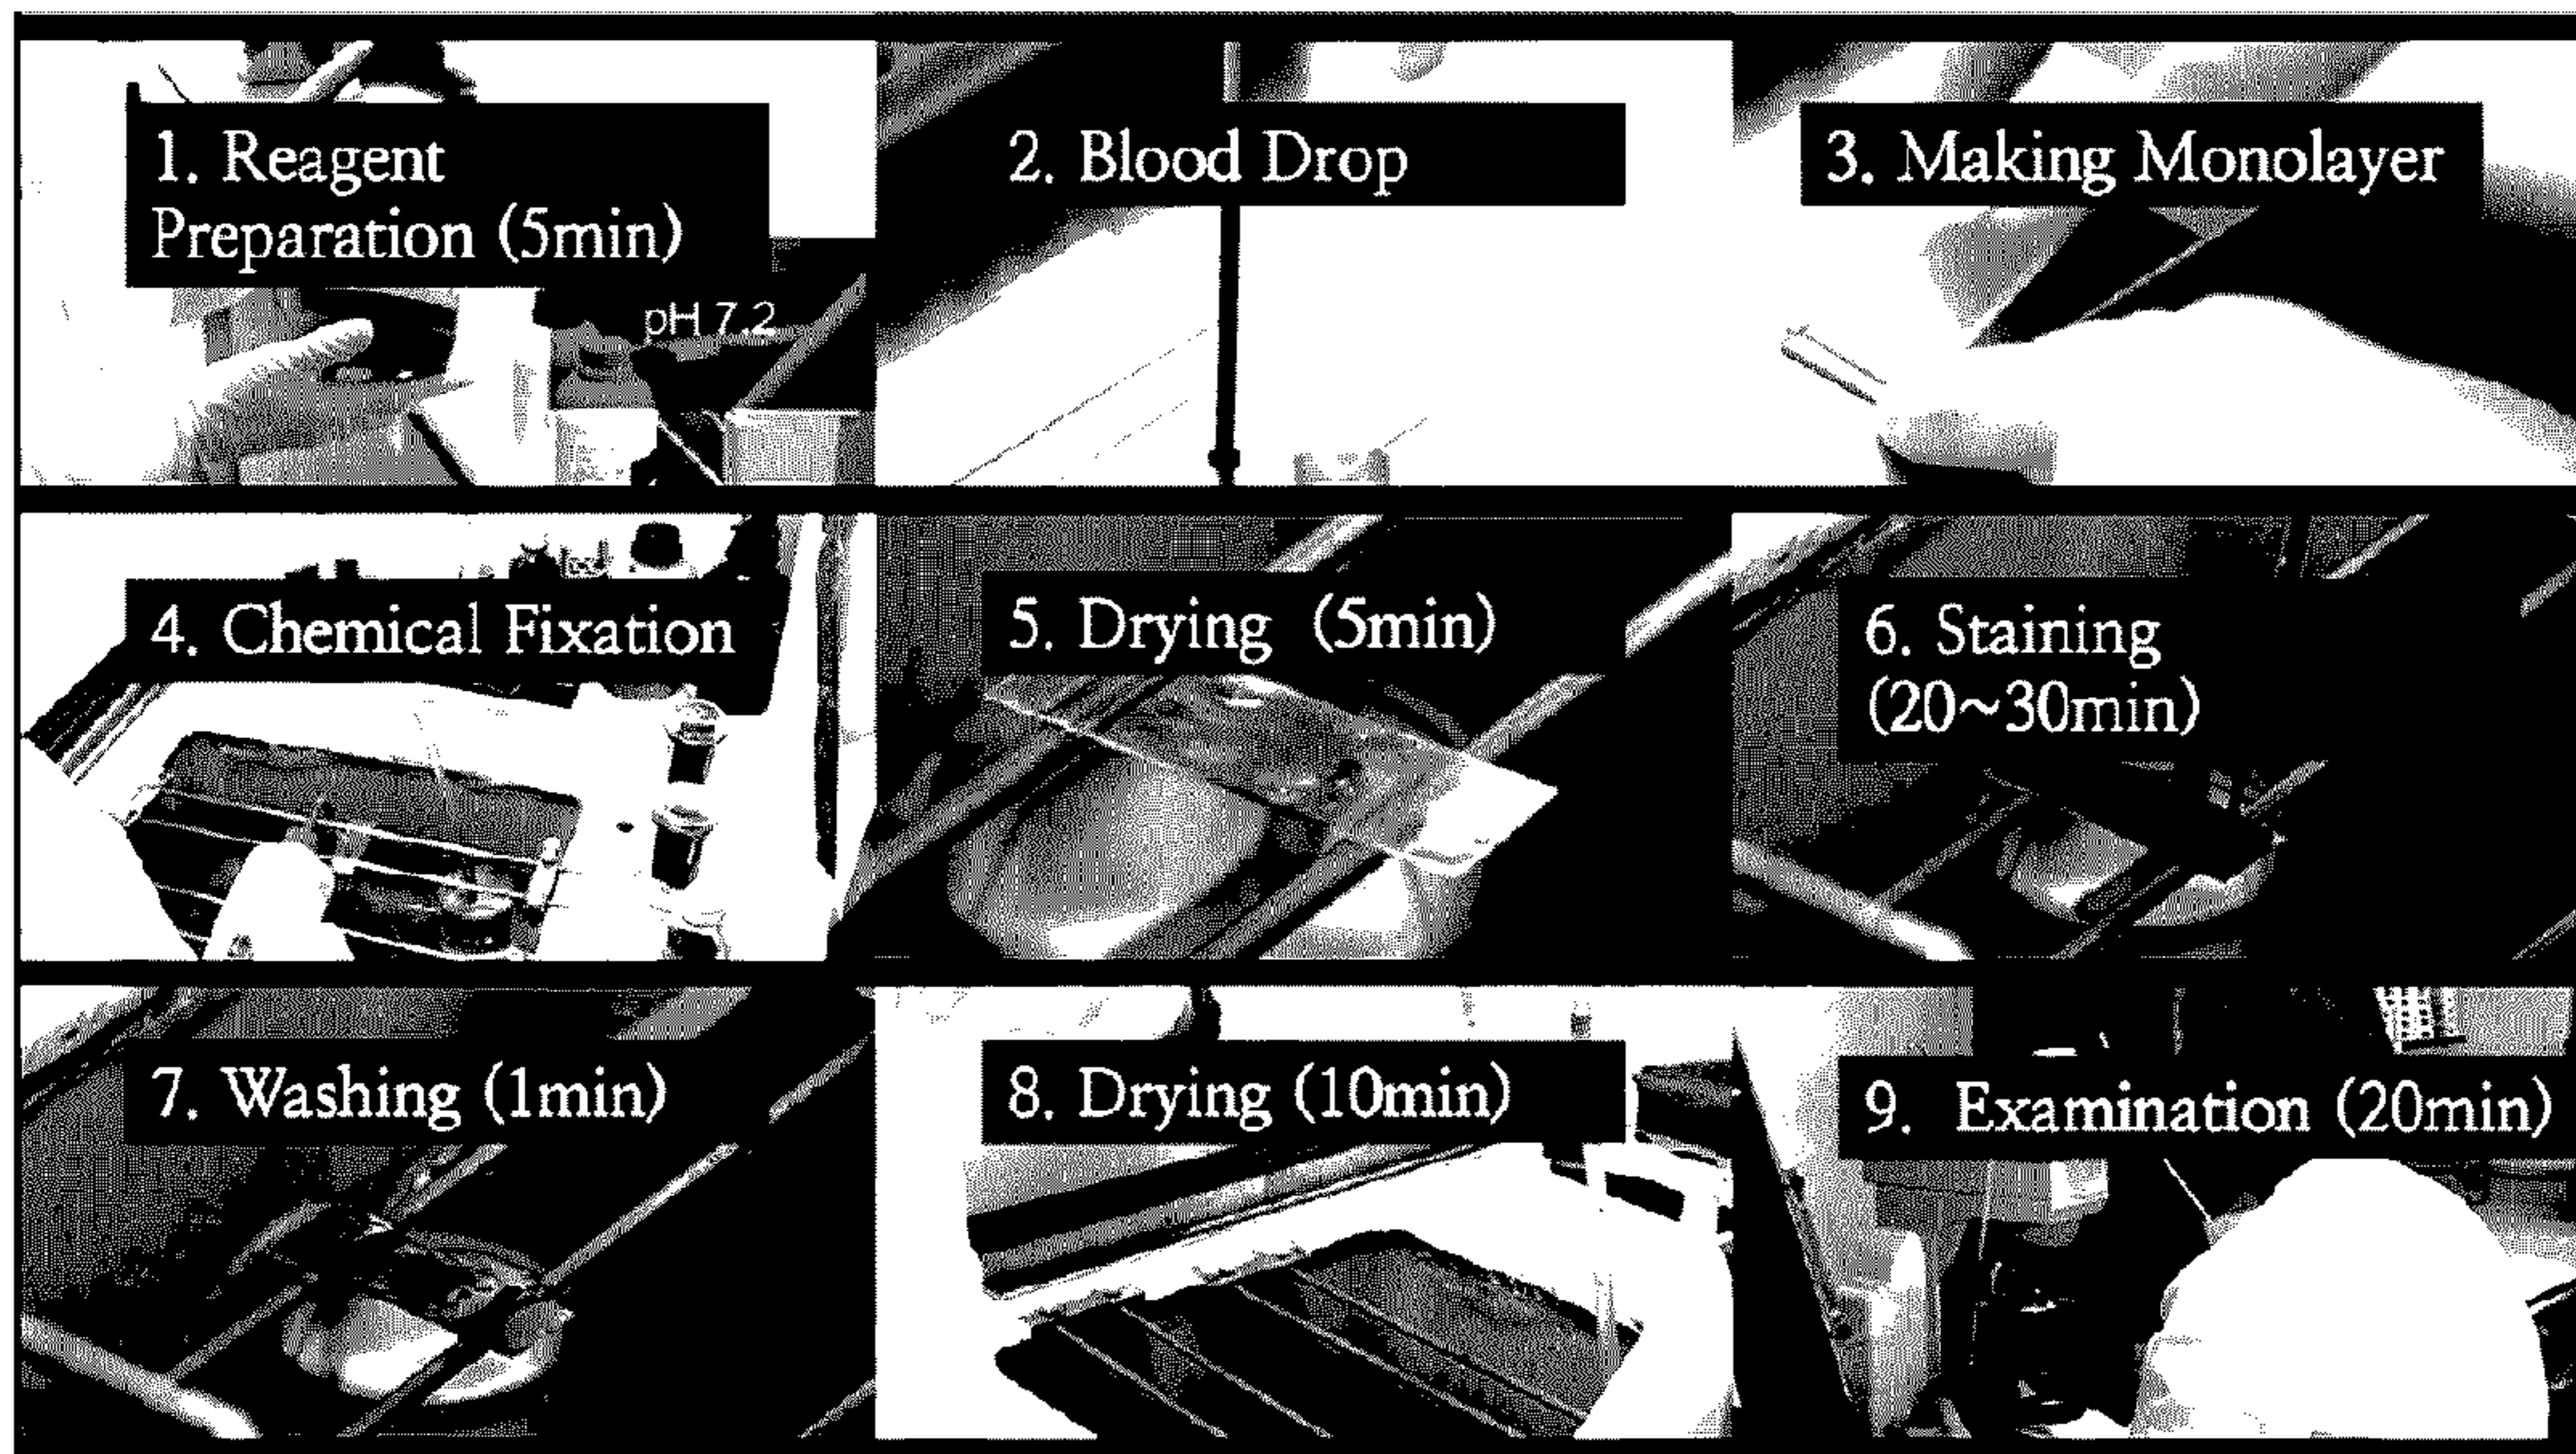 1. Reagent
Preparation (5min)
pH 7.2
2. Blood Drop
3. Making Monolayer
4. Chemical Fixation
5. Drying (5min)
6. Staining
(20~30min)
7. Washing (1min)
8. Drying (10min)
9. Examination (20min)